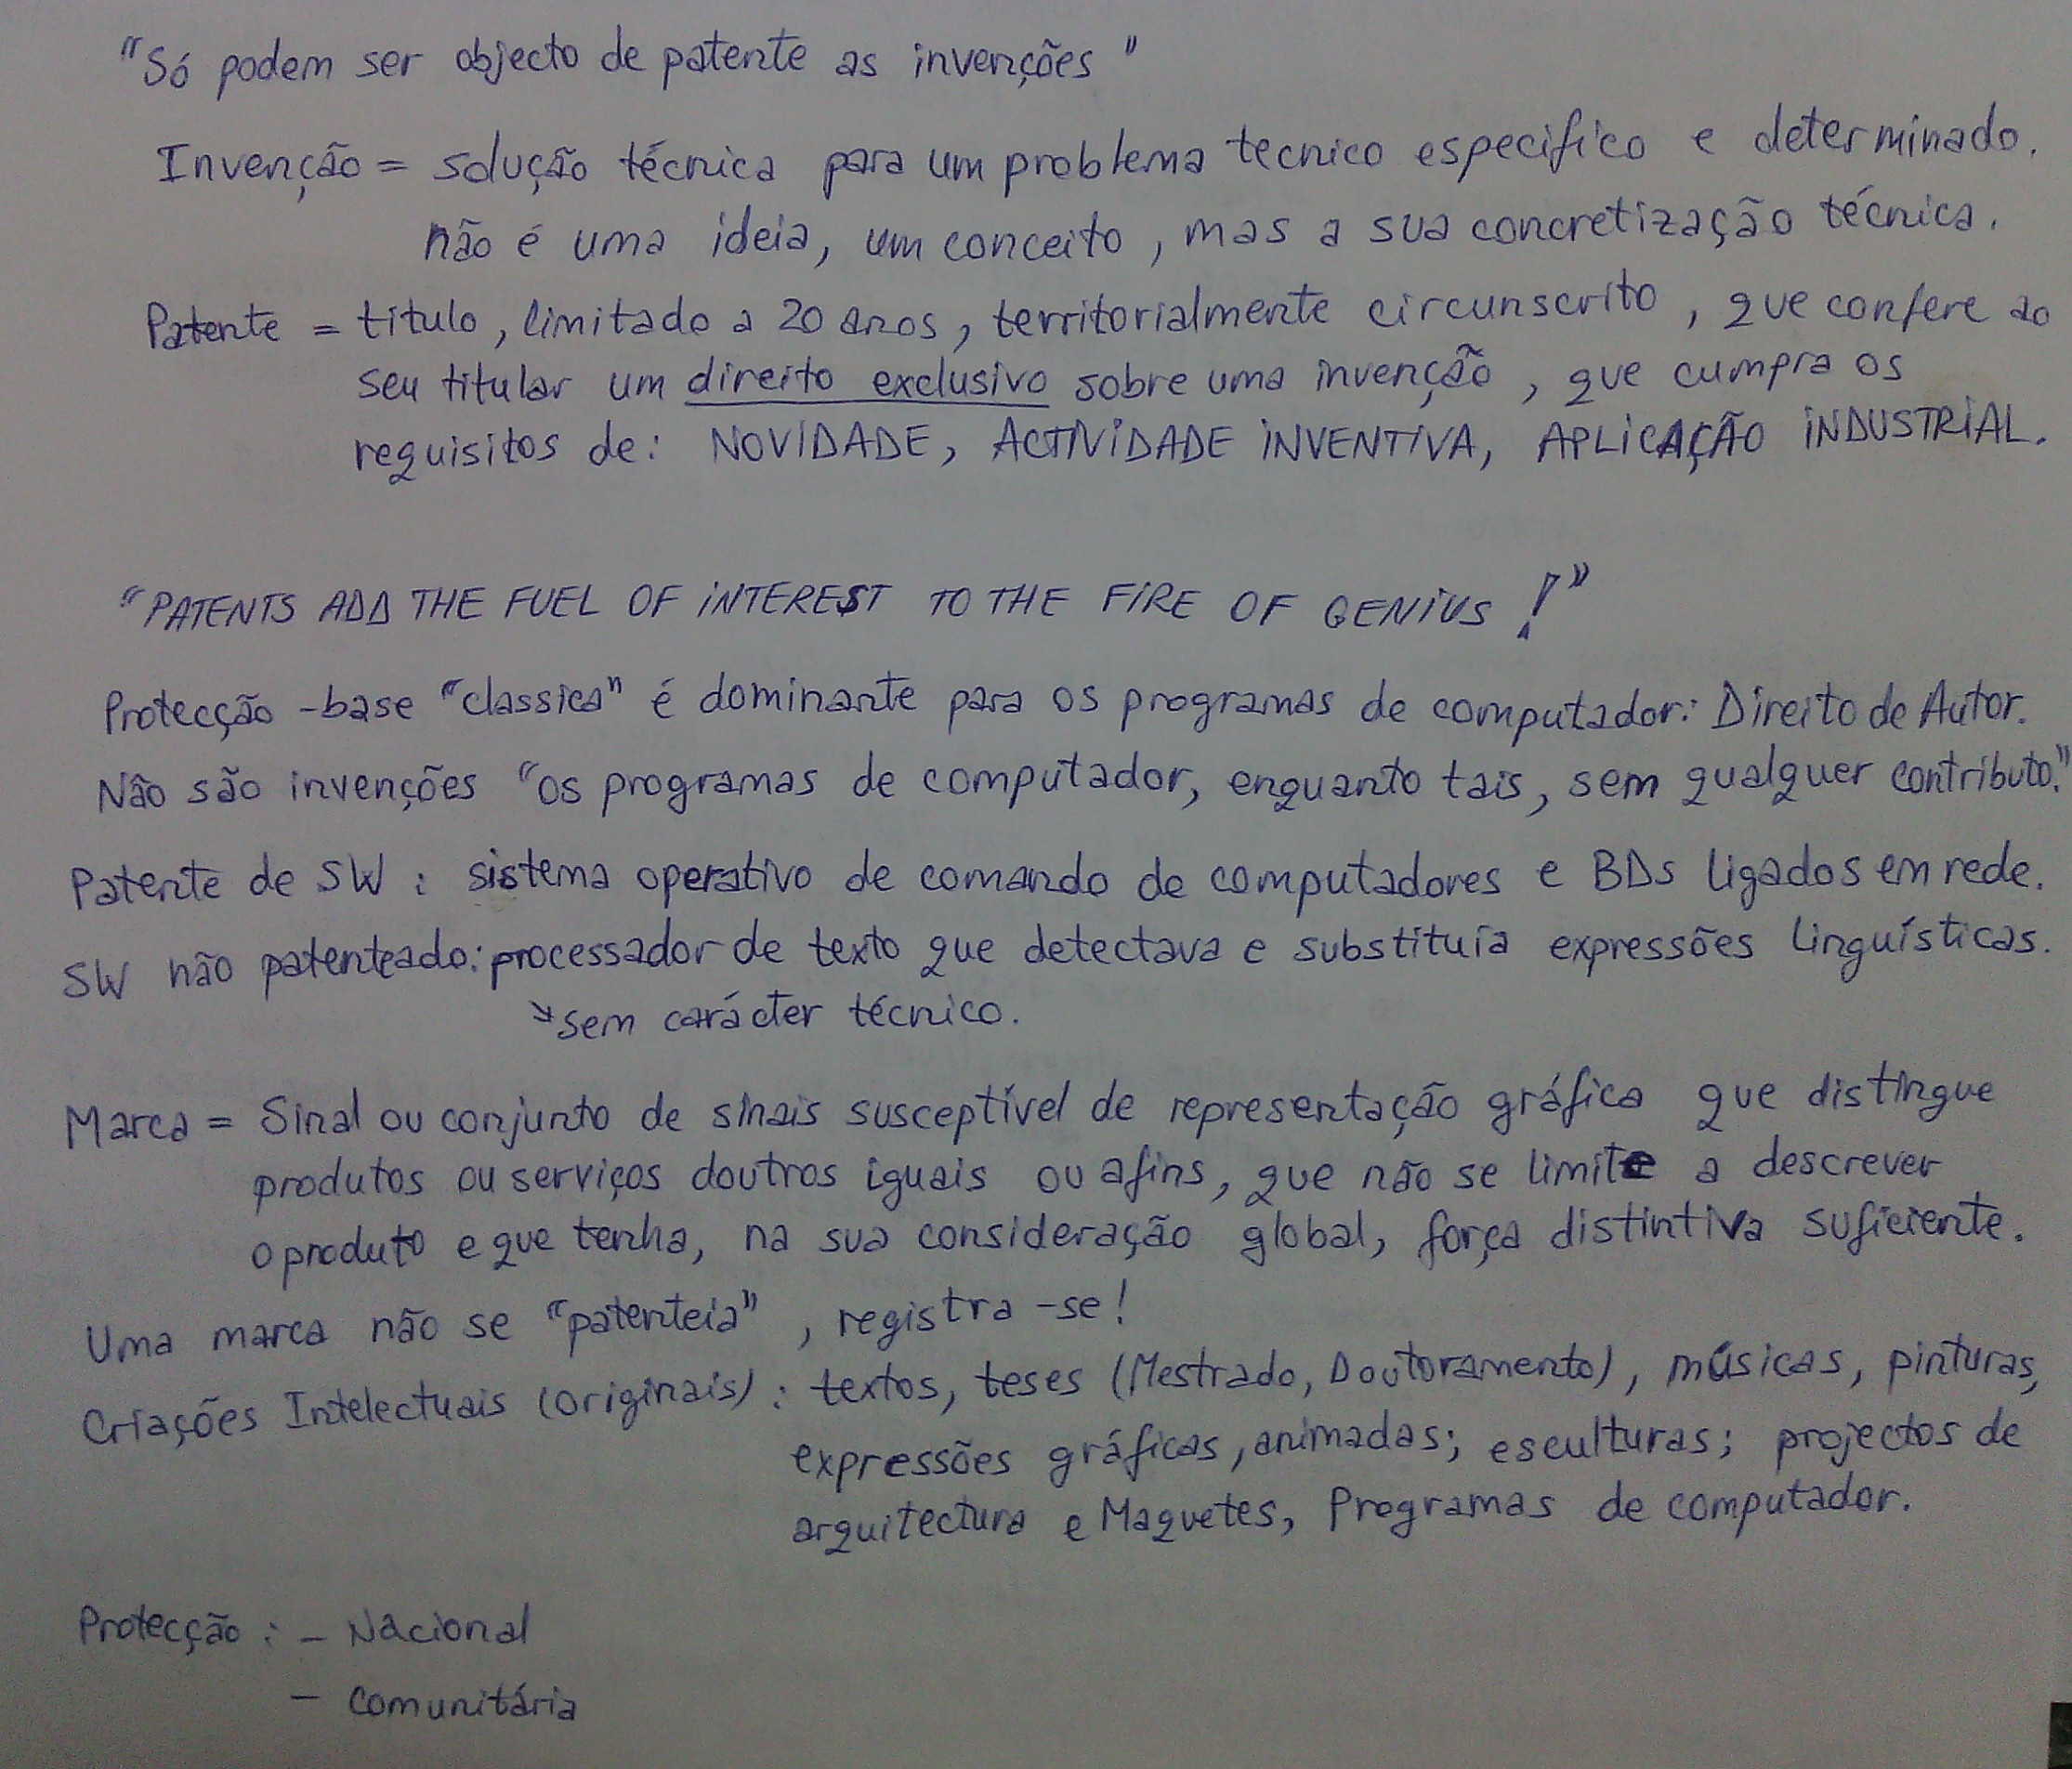 "Só podem ser objecto de patente as invenções"
Invenção = solução técnica para um problema tecnico especifico e determinado.
não é uma ideia, um conceito, mas a sua concretização técnica.
Patente = titulo, limitado a 20 anos, territorialmente circunscrito, que confere ao
seu titular um direito exclusivo sobre uma invenção, que cumpra os
requisitos de: NOVIDADE, ACTIVIDADE INVENTIVA, APLICAÇÃO INDUSTRIAL.
"PATENTS ADD THE FUEL OF INTEREST TO THE FIRE OF GENIUS!"
Protecção -base "classica" é dominante para os programas de computador: Direito de Autor.
Não são invenções "os programas de computador, enquanto tais, sem qualquer contributo."
Patente de SW : sistema operativo de comando de computadores e BDs ligados em rede.
SW não patenteado: processador de texto que detectava e substituía expressões linguísticas.
↘ sem carácter técnico.
Marca = Sinal ou conjunto de sinais susceptível de representação gráfica que distingue
produtos ou serviços doutros iguais ou afins, que não se limite a descrever
o produto e que tenha, na sua consideração global, força distintiva suficiente.
Uma marca não se "patenteia", registra-se!
Criações Intelectuais (originais) : textos, teses (Mestrado, Doutoramento), músicas, pinturas,
expressões gráficas, animadas; esculturas; projectos de
arquitectura e Maquetes, Programas de computador.
Protecção : - Nacional
- Comunitária